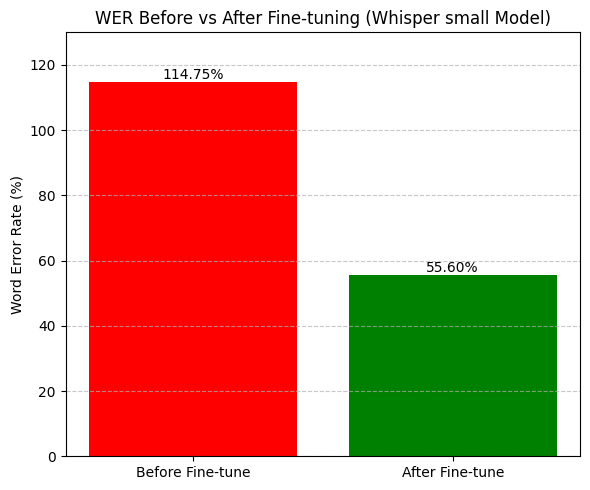 WER Before vs After Fine-tuning (Whisper small Model)
Word Error Rate (%)
120
100
80
60
40
20
0
114.75%
55.60%
Before Fine-tune
After Fine-tune